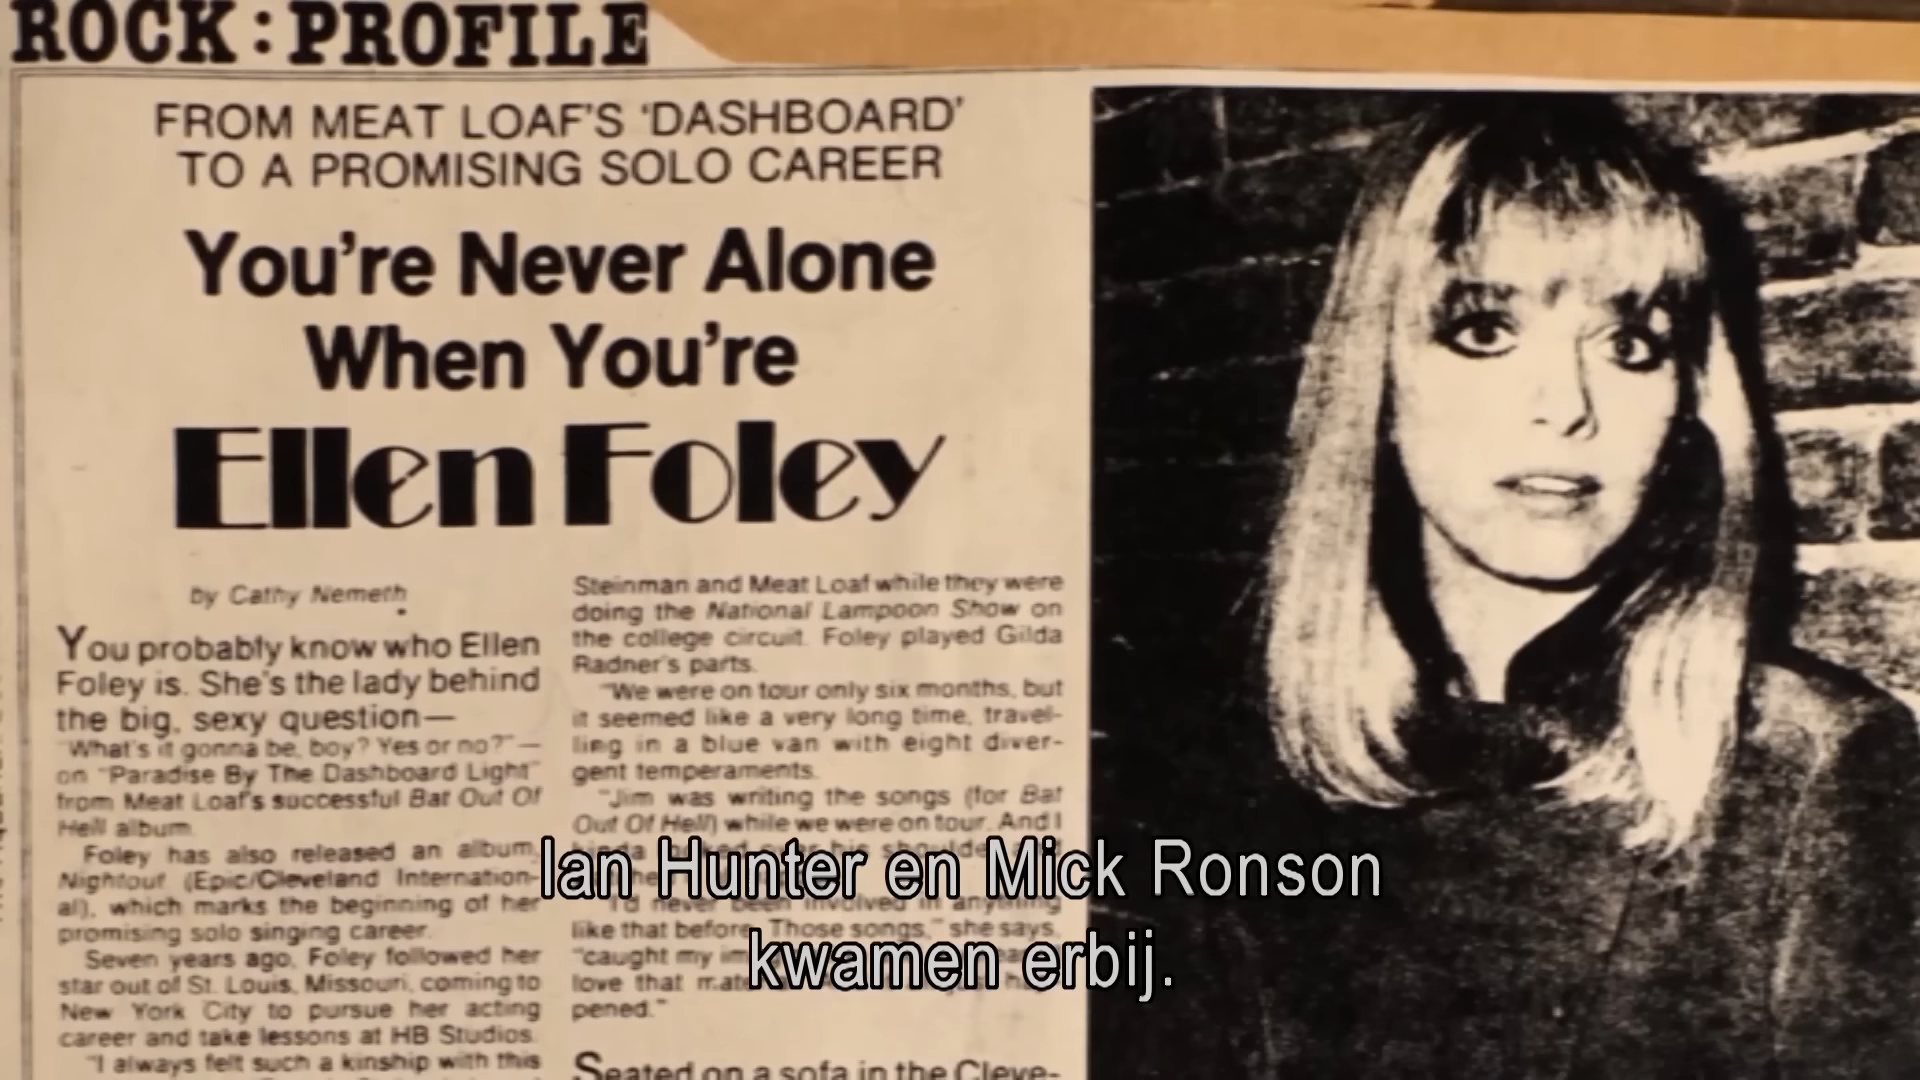 ROCK : PROFILE
FROM MEAT LOAF'S 'DASHBOARD'
TO A PROMISING SOLO CAREER
You're Never Alone
When You're
Ellen Foley
by Cathy Nemeth
You probably know who Ellen
Foley is. She's the lady behind
the big, sexy question—
"What's it gonna be, boy? Yes or no?"—
on "Paradise By The Dashboard Light"
from Meat Loaf's successful Bat Out Of
Hell album.
Foley has also released an album,
Nightout (Epic/Cleveland Internation-
al), which marks the beginning of her
promising solo singing career.
Seven years ago, Foley followed her
star out of St. Louis, Missouri, coming to
New York City to pursue her acting
career and take lessons at HB Studios.
"I always felt such a kinship with this
Steinman and Meat Loaf while they were
doing the National Lampoon Show on
the college circuit. Foley played Gilda
Radner's parts.
"We were on tour only six months, but
it seemed like a very long time, travel-
ling in a blue van with eight diver-
gent temperaments.
"Jim was writing the songs (for Bat
Out Of Hell) while we were on tour. And I
I'd never been involved in anything
like that before. Those songs," she says,
"caught my
love that
pened."
Seated on a sofa in the Cleve-
Ian Hunter en Mick Ronson
kwamen erbij.